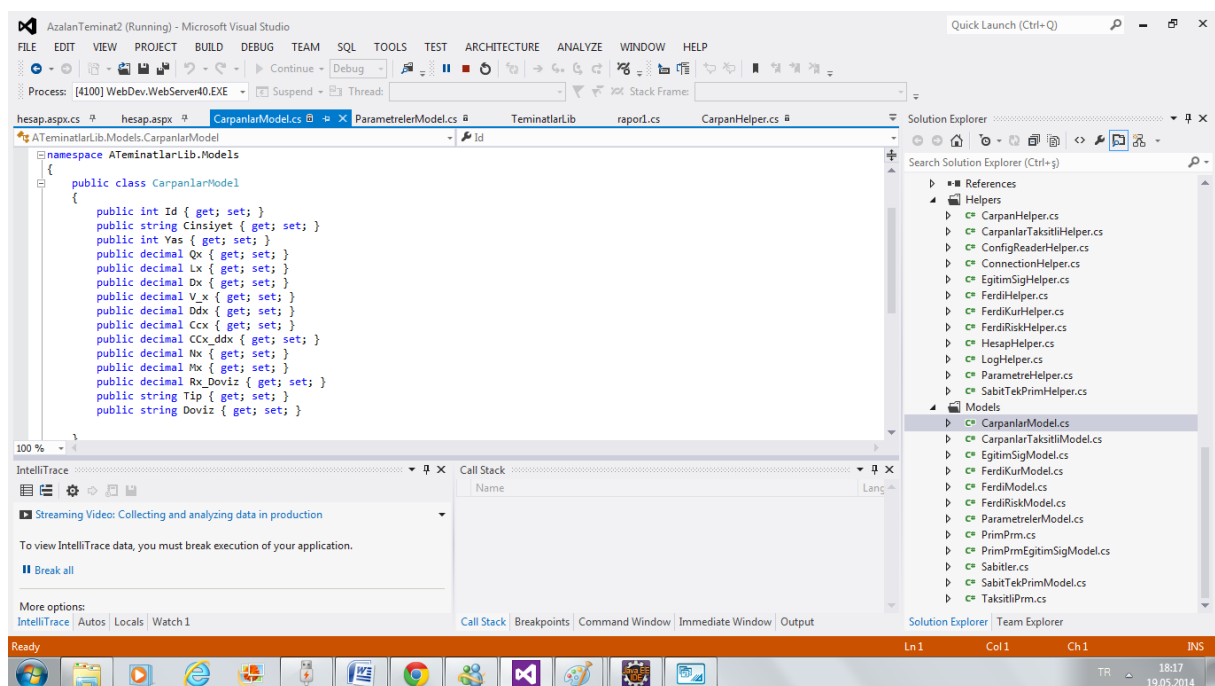 AzalanTeminat2 (Running) - Microsoft Visual Studio
Quick Launch (Ctrl+Q)
FILE EDIT VIEW PROJECT BUILD DEBUG TEAM SQL TOOLS TEST ARCHITECTURE ANALYZE WINDOW HELP
Continue Debug
Process: [4100] WebDev.WebServer40.EXE Suspend Thread: Stack Frame:
hesap.aspx.cs hesap.aspx CarpanlarModel.cs ParametrelerModel.cs TeminatlarLib rapor1.cs CarpanHelper.cs
ATeminatlarLib.Models.CarpanlarModel Id
namespace ATeminatlarLib.Models
{
public class CarpanlarModel
{
public int Id { get; set; }
public string Cinsiyet { get; set; }
public int Yas { get; set; }
public decimal Qx { get; set; }
public decimal Lx { get; set; }
public decimal Dx { get; set; }
public decimal V_x { get; set; }
public decimal Ddx { get; set; }
public decimal Ccx { get; set; }
public decimal CCx_ddx { get; set; }
public decimal Nx { get; set; }
public decimal Mx { get; set; }
public decimal Rx_Doviz { get; set; }
public string Tip { get; set; }
public string Doviz { get; set; }
}
100 %
IntelliTrace
Streaming Video: Collecting and analyzing data in production
To view IntelliTrace data, you must break execution of your application.
Break all
More options:
IntelliTrace Autos Locals Watch 1
Call Stack
Name Lang
Call Stack Breakpoints Command Window Immediate Window Output
Solution Explorer
Search Solution Explorer (Ctrl+ş)
References
Helpers
C# CarpanHelper.cs
C# CarpanlarTaksitliHelper.cs
C# ConfigReaderHelper.cs
C# ConnectionHelper.cs
C# EgitimSigHelper.cs
C# FerdiHelper.cs
C# FerdiKurHelper.cs
C# FerdiRiskHelper.cs
C# HesapHelper.cs
C# LogHelper.cs
C# ParametreHelper.cs
C# SabitTekPrimHelper.cs
Models
C# CarpanlarModel.cs
C# CarpanlarTaksitliModel.cs
C# EgitimSigModel.cs
C# FerdiKurModel.cs
C# FerdiModel.cs
C# FerdiRiskModel.cs
C# ParametrelerModel.cs
C# PrimPrm.cs
C# PrimPrmEgitimSigModel.cs
C# Sabitler.cs
C# SabitTekPrimModel.cs
C# TaksitliPrm.cs
Solution Explorer Team Explorer
Ready Ln 1 Col 1 Ch 1 INS
TR 18:17
19.05.2014